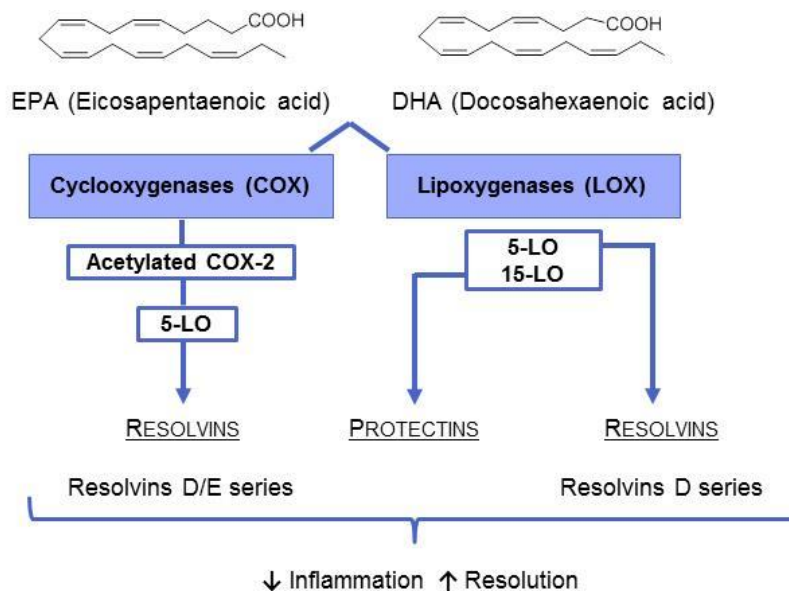 COOH
COOH
EPA (Eicosapentaenoic acid)
DHA (Docosahexaenoic acid)
Cyclooxygenases (COX)
Lipoxygenases (LOX)
Acetylated COX-2
5-LO
15-LO
5-LO
RESOLVINS
PROTECTINS
RESOLVINS
Resolvins D/E series
Resolvins D series
↓ Inflammation ↑ Resolution